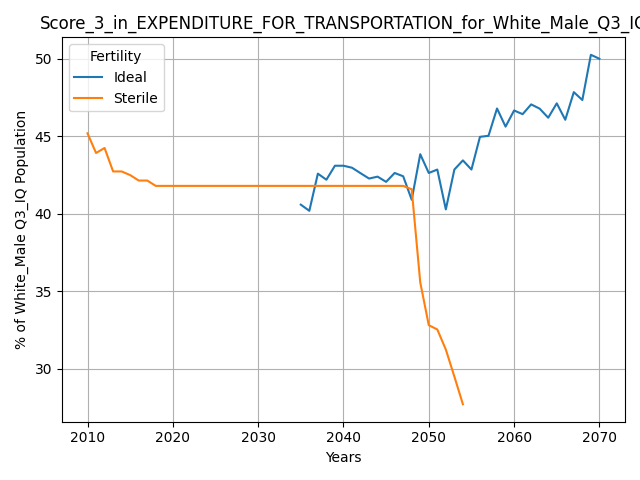 Score_3_in_EXPENDITURE_FOR_TRANSPORTATION_for_White_Male_Q3_IQ
Fertility
Ideal
Sterile
% of White_Male Q3_IQ Population
50
45
40
35
30
2010 2020 2030 2040 2050 2060 2070
Years